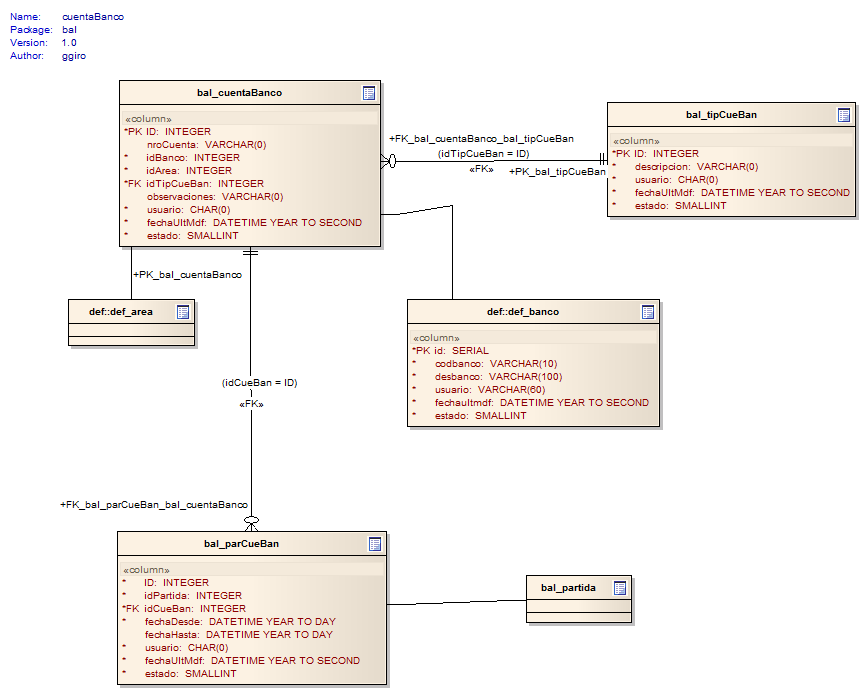 Name: cuentaBanco
Package: bal
Version: 1.0
Author: ggiro
bal_cuentaBanco
«column»
*PK ID: INTEGER
nroCuenta: VARCHAR(0)
* idBanco: INTEGER
* idArea: INTEGER
*FK idTipCueBan: INTEGER
observaciones: VARCHAR(0)
* usuario: CHAR(0)
* fechaUltMdf: DATETIME YEAR TO SECOND
* estado: SMALLINT
+FK_bal_cuentaBanco_bal_tipCueBan
(idTipCueBan = ID)
«FK»
+PK_bal_tipCueBan
bal_tipCueBan
«column»
*PK ID: INTEGER
* descripcion: VARCHAR(0)
* usuario: CHAR(0)
* fechaUltMdf: DATETIME YEAR TO SECOND
* estado: SMALLINT
+PK_bal_cuentaBanco
def::def_area
def::def_banco
«column»
*PK id: SERIAL
* codbanco: VARCHAR(10)
* desbanco: VARCHAR(100)
* usuario: VARCHAR(60)
* fechaultmdf: DATETIME YEAR TO SECOND
* estado: SMALLINT
(idCueBan = ID)
«FK»
+FK_bal_parCueBan_bal_cuentaBanco
bal_parCueBan
«column»
* ID: INTEGER
* idPartida: INTEGER
*FK idCueBan: INTEGER
* fechaDesde: DATETIME YEAR TO DAY
fechaHasta: DATETIME YEAR TO DAY
* usuario: CHAR(0)
* fechaUltMdf: DATETIME YEAR TO SECOND
* estado: SMALLINT
bal_partida